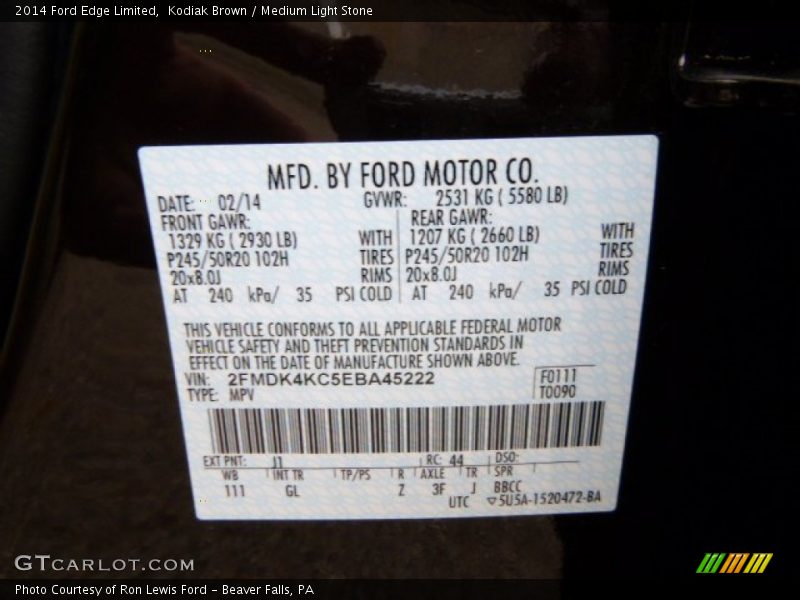 2014 Ford Edge Limited, Kodiak Brown / Medium Light Stone
MFD. BY FORD MOTOR CO.
DATE: 02/14 GVWR: 2531 KG ( 5580 LB)
FRONT GAWR: REAR GAWR:
1329 KG ( 2930 LB) WITH 1207 KG ( 2660 LB) WITH
P245/50R20 102H TIRES P245/50R20 102H TIRES
20x8.0J RIMS 20x8.0J RIMS
AT 240 kPa/ 35 PSI COLD AT 240 kPa/ 35 PSI COLD
THIS VEHICLE CONFORMS TO ALL APPLICABLE FEDERAL MOTOR
VEHICLE SAFETY AND THEFT PREVENTION STANDARDS IN
EFFECT ON THE DATE OF MANUFACTURE SHOWN ABOVE.
VIN: 2FMDK4KC5EBA45222 F0111
TYPE: MPV T0090
EXT PNT: J1 RC: 44 DSO:
WB INT TR TP/PS R AXLE TR SPR
111 GL Z 3F J BBCC
UTC ▽5U5A-1520472-BA
GTCARLOT.COM
Photo Courtesy of Ron Lewis Ford – Beaver Falls, PA